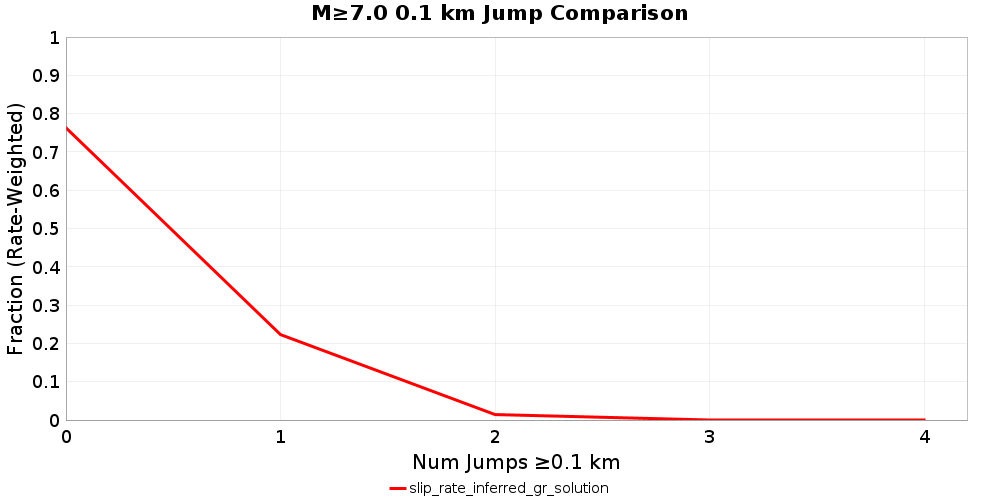 M≥7.0 0.1 km Jump Comparison
Fraction (Rate-Weighted)
1
0.9
0.8
0.7
0.6
0.5
0.4
0.3
0.2
0.1
0
0 1 2 3 4
Num Jumps ≥0.1 km
slip_rate_inferred_gr_solution